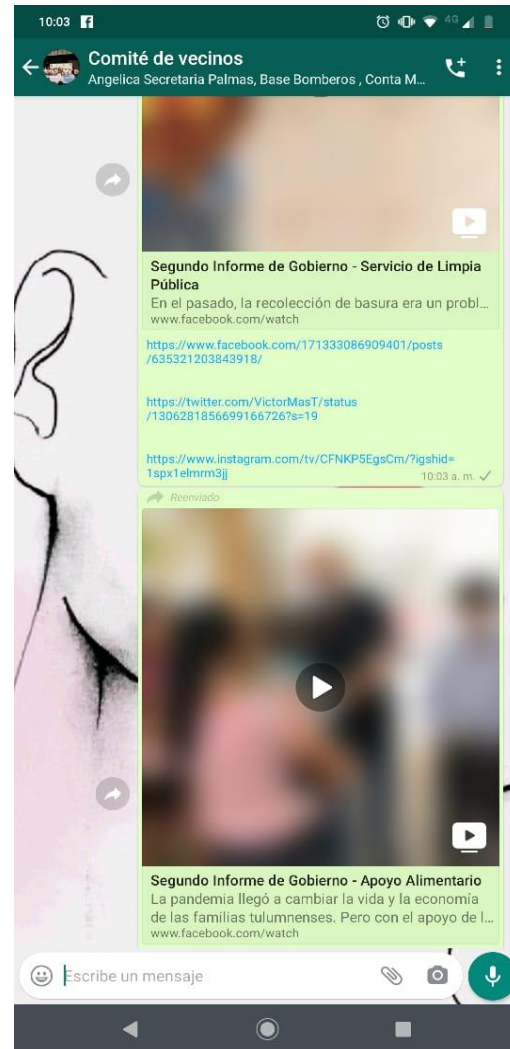 10:03
4G
Comité de vecinos
Angelica Secretaria Palmas, Base Bomberos , Conta M...
Segundo Informe de Gobierno - Servicio de Limpia
Pública
En el pasado, la recolección de basura era un probl...
www.facebook.com/watch
https://www.facebook.com/171333086909401/posts
/635321203843918/
https://twitter.com/VictorMasT/status
/1306281856699166726?s=19
https://www.instagram.com/tv/CFNKP5EgsCm/?igshid=
1spx1elmrm3jj
10:03 a. m.
Reenviado
Segundo Informe de Gobierno - Apoyo Alimentario
La pandemia llegó a cambiar la vida y la economía
de las familias tulumnenses. Pero con el apoyo de l...
www.facebook.com/watch
Escribe un mensaje